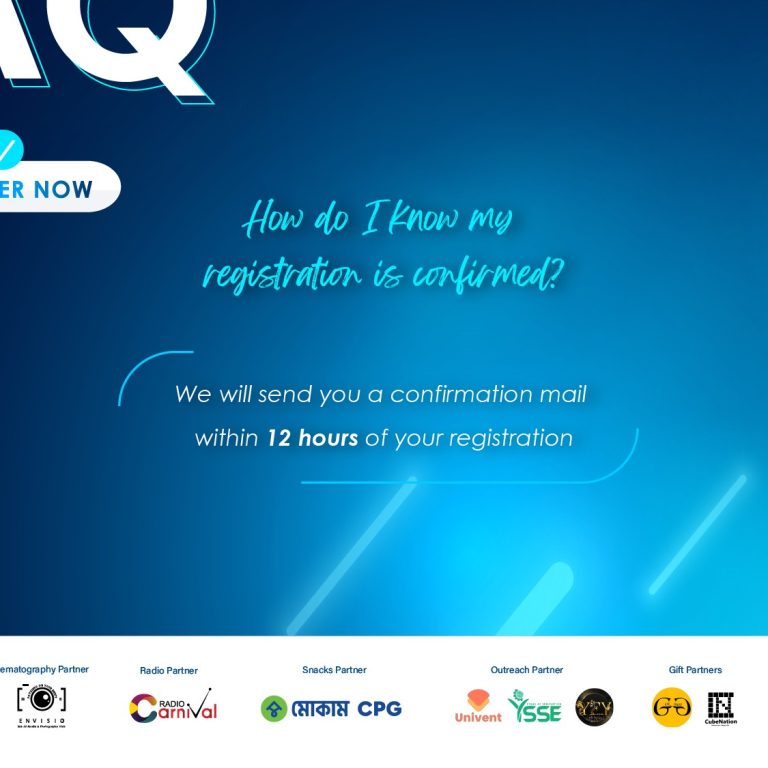 AQ
ER NOW
How do I know my
registration is confirmed?
We will send you a confirmation mail
within 12 hours of your registration
ematography Partner
Radio Partner
Snacks Partner
Outreach Partner
Gift Partners
ENVISIO
RADIO
Carnival
মোকাম CPG
Univent
YSSE
GG
CubeNation